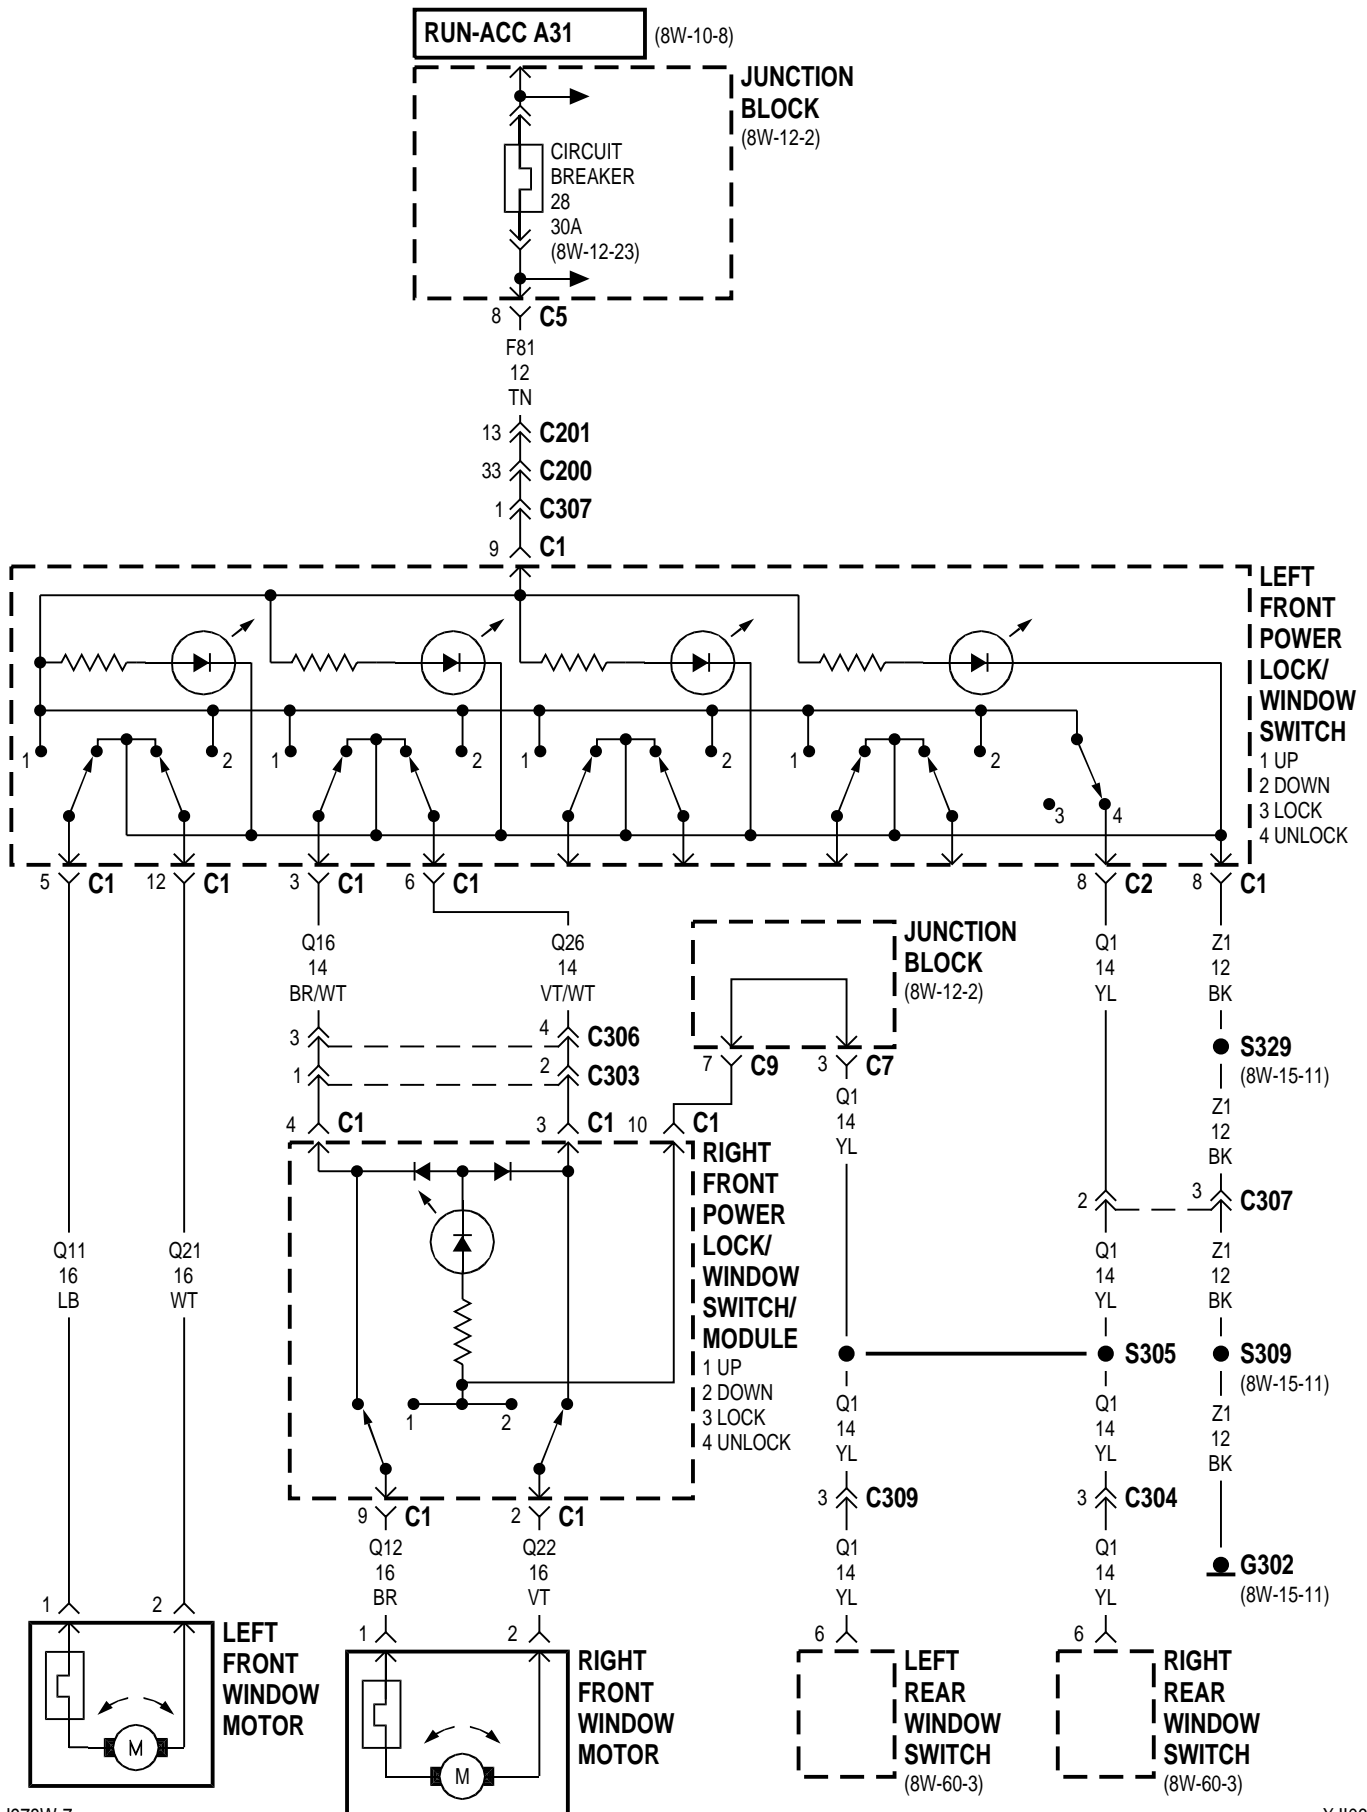 RUN-ACC A31 (8W-10-8)
JUNCTION
BLOCK
(8W-12-2)
CIRCUIT
BREAKER
28
30A
(8W-12-23)
8 C5
F81
12
TN
13 C201
33 C200
1 C307
9 C1
LEFT
FRONT
POWER
LOCK/
WINDOW
SWITCH
1 UP
2 DOWN
3 LOCK
4 UNLOCK
1 2 1 2 1 2 1 2
3 4
5 C1 12 C1 3 C1 6 C1 8 C2 8 C1
Q16
14
BR/WT
Q26
14
VT/WT
JUNCTION
BLOCK
(8W-12-2)
Q1
14
YL
Z1
12
BK
3 4 C306
1 2 C303
7 C9 3 C7
S329
(8W-15-11)
Q1
14
YL
Z1
12
BK
4 C1 3 C1 10 C1
RIGHT
FRONT
POWER
LOCK/
WINDOW
SWITCH/
MODULE
1 UP
2 DOWN
3 LOCK
4 UNLOCK
2 3 C307
Q11
16
LB
Q21
16
WT
Q1
14
YL
Z1
12
BK
S305
S309
(8W-15-11)
1 2
Q1
14
YL
Q1
14
YL
Z1
12
BK
9 C1 2 C1
3 C309
3 C304
Q12
16
BR
Q22
16
VT
Q1
14
YL
Q1
14
YL
G302
(8W-15-11)
1 2
LEFT
FRONT
WINDOW
MOTOR
M
1 2
RIGHT
FRONT
WINDOW
MOTOR
M
6
LEFT
REAR
WINDOW
SWITCH
(8W-60-3)
6
RIGHT
REAR
WINDOW
SWITCH
(8W-60-3)